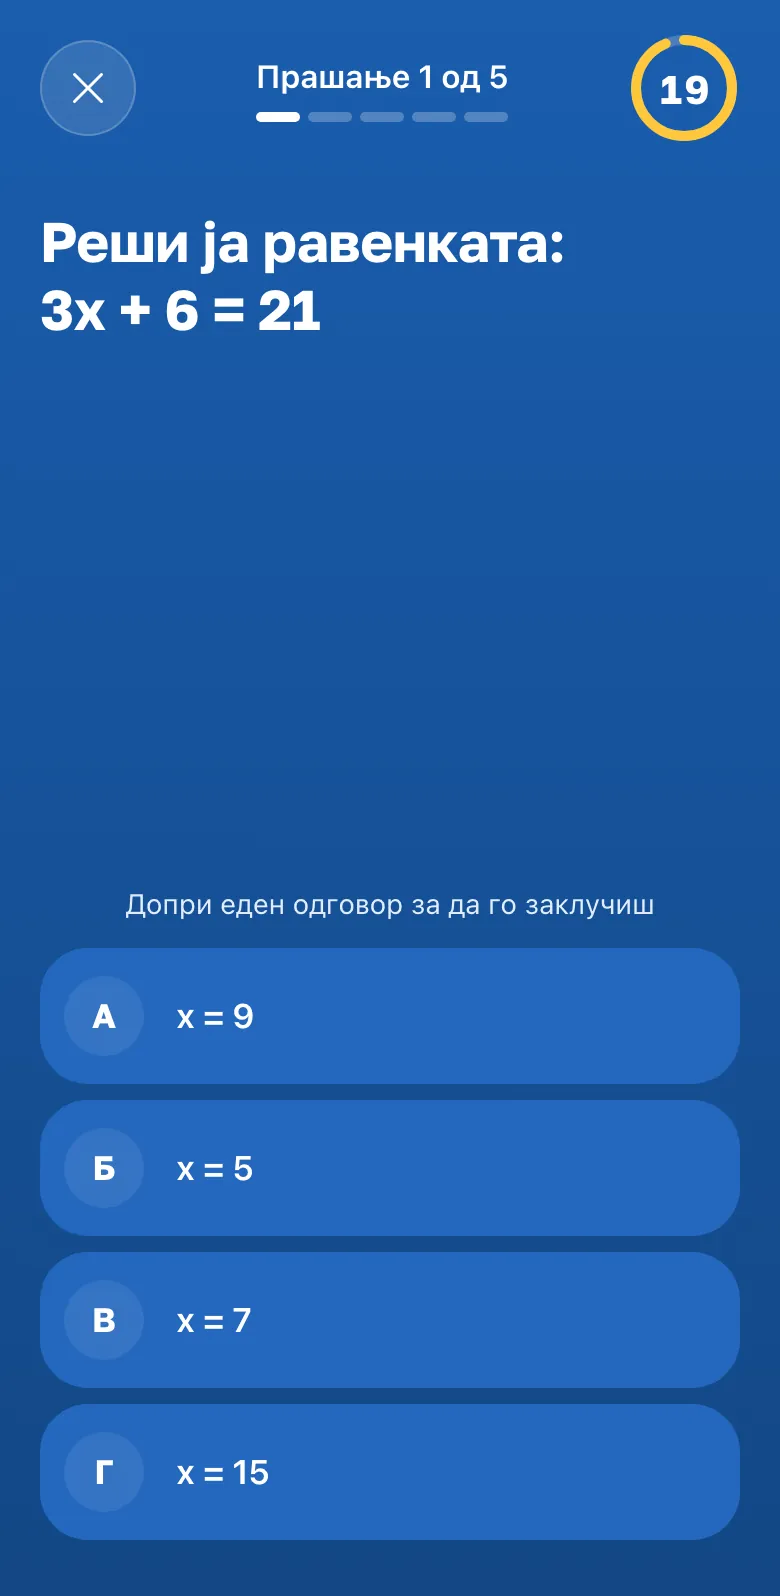 Прашање 1 од 5
19
Реши ја равенката:
3x + 6 = 21
Допри еден одговор за да го заклучиш
А x = 9
Б x = 5
В x = 7
Г x = 15